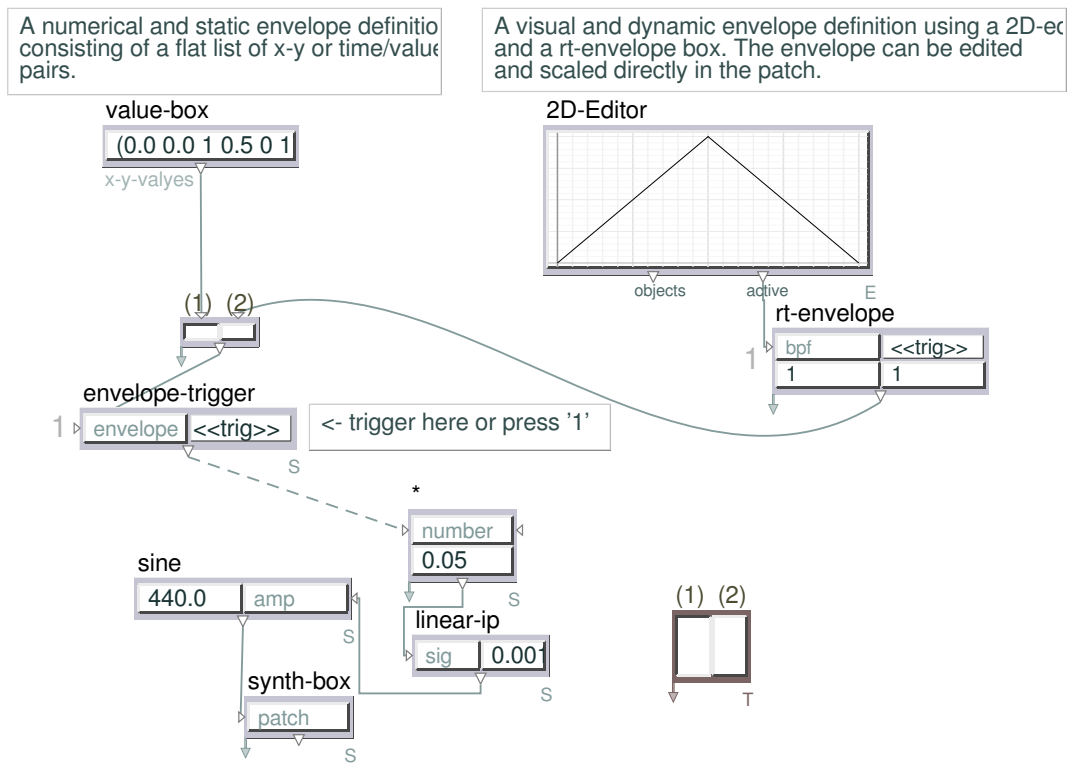 A numerical and static envelope definitio
consisting of a flat list of x-y or time/value
pairs.
A visual and dynamic envelope definition using a 2D-ed
and a rt-envelope box. The envelope can be edited
and scaled directly in the patch.
value-box
(0.0 0.0 1 0.5 0 1
x-y-valyes
2D-Editor
objects
active
E
(1) (2)
rt-envelope
1
bpf
<<trig>>
1
1
envelope-trigger
1
envelope
<<trig>>
S
<- trigger here or press '1'
*
number
0.05
S
sine
440.0
amp
S
linear-ip
sig
0.001
S
synth-box
patch
S
(1) (2)
T